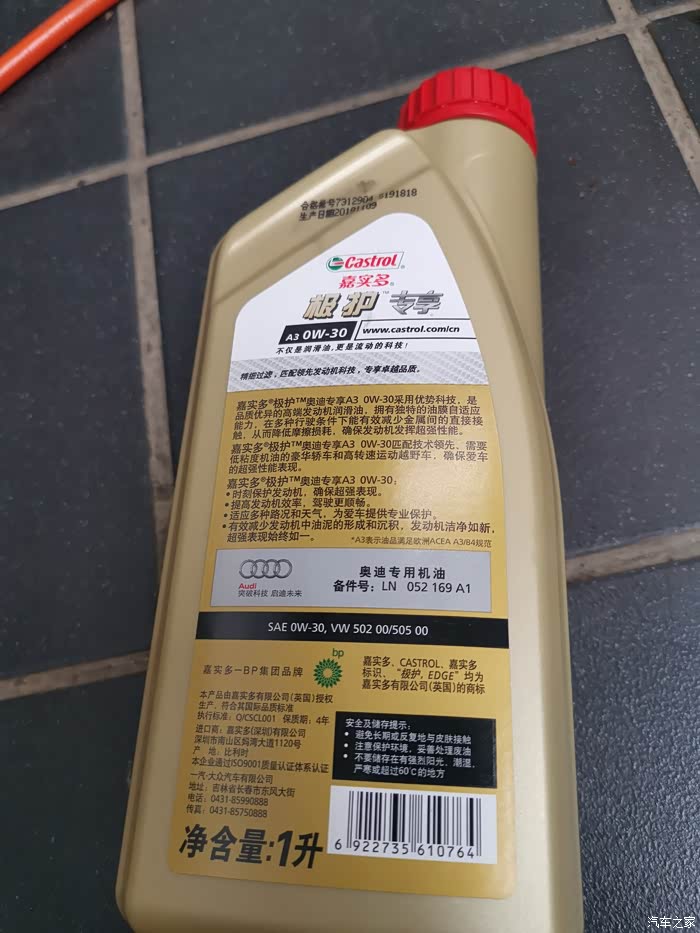 合格编号7312904 S191818
生产日期20181109
Castrol
嘉实多®
极护™专享
A3 0W-30
www.castrol.com/cn
不仅是润滑油,更是流动的科技!
精细过滤，匹配领先发动机科技，专享卓越品质。
嘉实多®极护™奥迪专享A3 0W-30采用优势科技，是
品质优异的高端发动机润滑油，拥有独特的油膜自适应
能力，在多种行驶条件下能有效减少金属间的直接接
触，从而降低摩擦损耗，确保发动机发挥超强性能。
嘉实多®极护™奥迪专享A3 0W-30匹配技术领先、需要
低粘度机油的豪华轿车和高转速运动越野车，确保爱车
的超强性能表现。
嘉实多®极护™奥迪专享A3 0W-30：
• 时刻保护发动机，确保超强表现。
• 提高发动机效率，驾驶更顺畅。
• 适应多种路况和天气，为爱车提供专业保护。
• 有效减少发动机中油泥的形成和沉积，发动机洁净如新，
超强表现始终如一。
*A3表示油品满足欧洲ACEA A3/B4规范
Audi
突破科技 启迪未来
奥迪专用机油
备件号：LN 052 169 A1
SAE 0W-30, VW 502 00/505 00
嘉实多—BP集团品牌
bp
嘉实多、CASTROL、嘉实多
标识、“极护, EDGE”均为
嘉实多有限公司(英国)的商标
本产品由嘉实多有限公司(英国)授权
生产，符合其国际品质标准
执行标准：Q/CSCL001 保质期：4年
进口商：嘉实多(深圳)有限公司
深圳市南山区妈湾大道1120号
产 地：比利时
本企业通过ISO9001质量认证体系认证
一汽-大众汽车有限公司
地址：吉林省长春市东风大街
电话：0431-85990888
传真：0431-85750888
安全及储存提示：
• 避免长期或反复地与皮肤接触
• 注意保护环境，妥善处理废油
• 不要储存在有强烈阳光，潮湿，
严寒或超过60℃的地方
净含量:1升
6 922735 610764
汽车之家